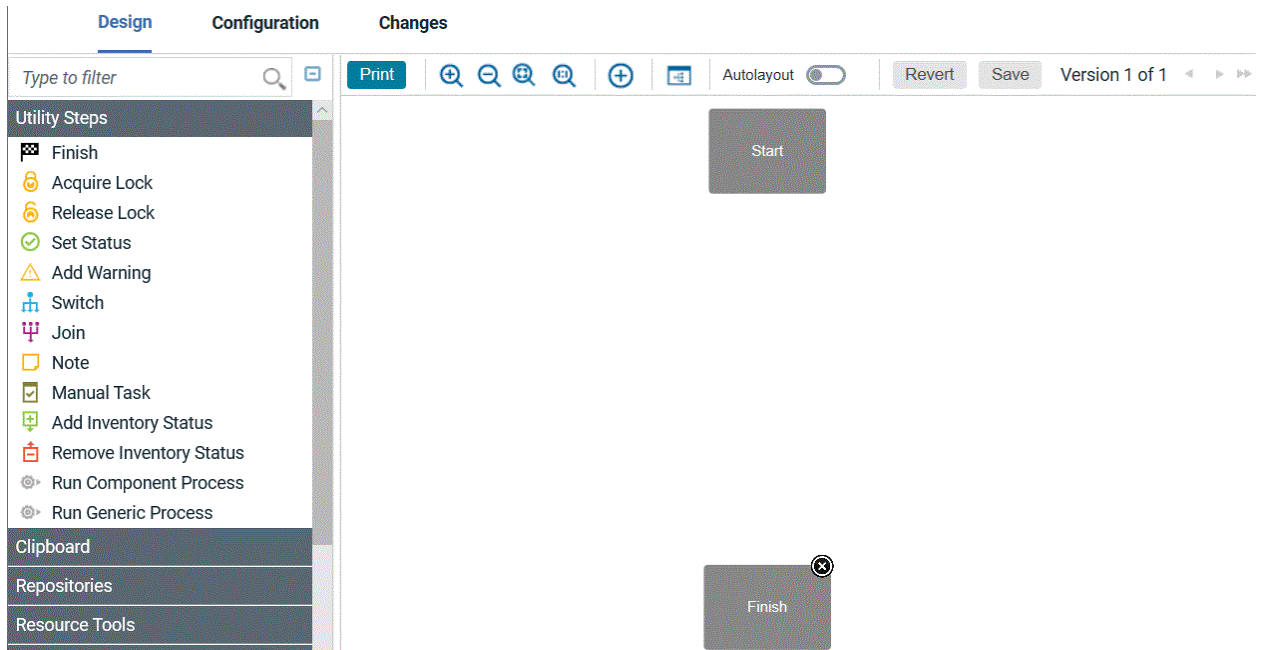 Design Configuration Changes
Type to filter
Print
Autolayout
Revert Save Version 1 of 1
Utility Steps
Finish
Acquire Lock
Release Lock
Set Status
Add Warning
Switch
Join
Note
Manual Task
Add Inventory Status
Remove Inventory Status
Run Component Process
Run Generic Process
Clipboard
Repositories
Resource Tools
Start
Finish